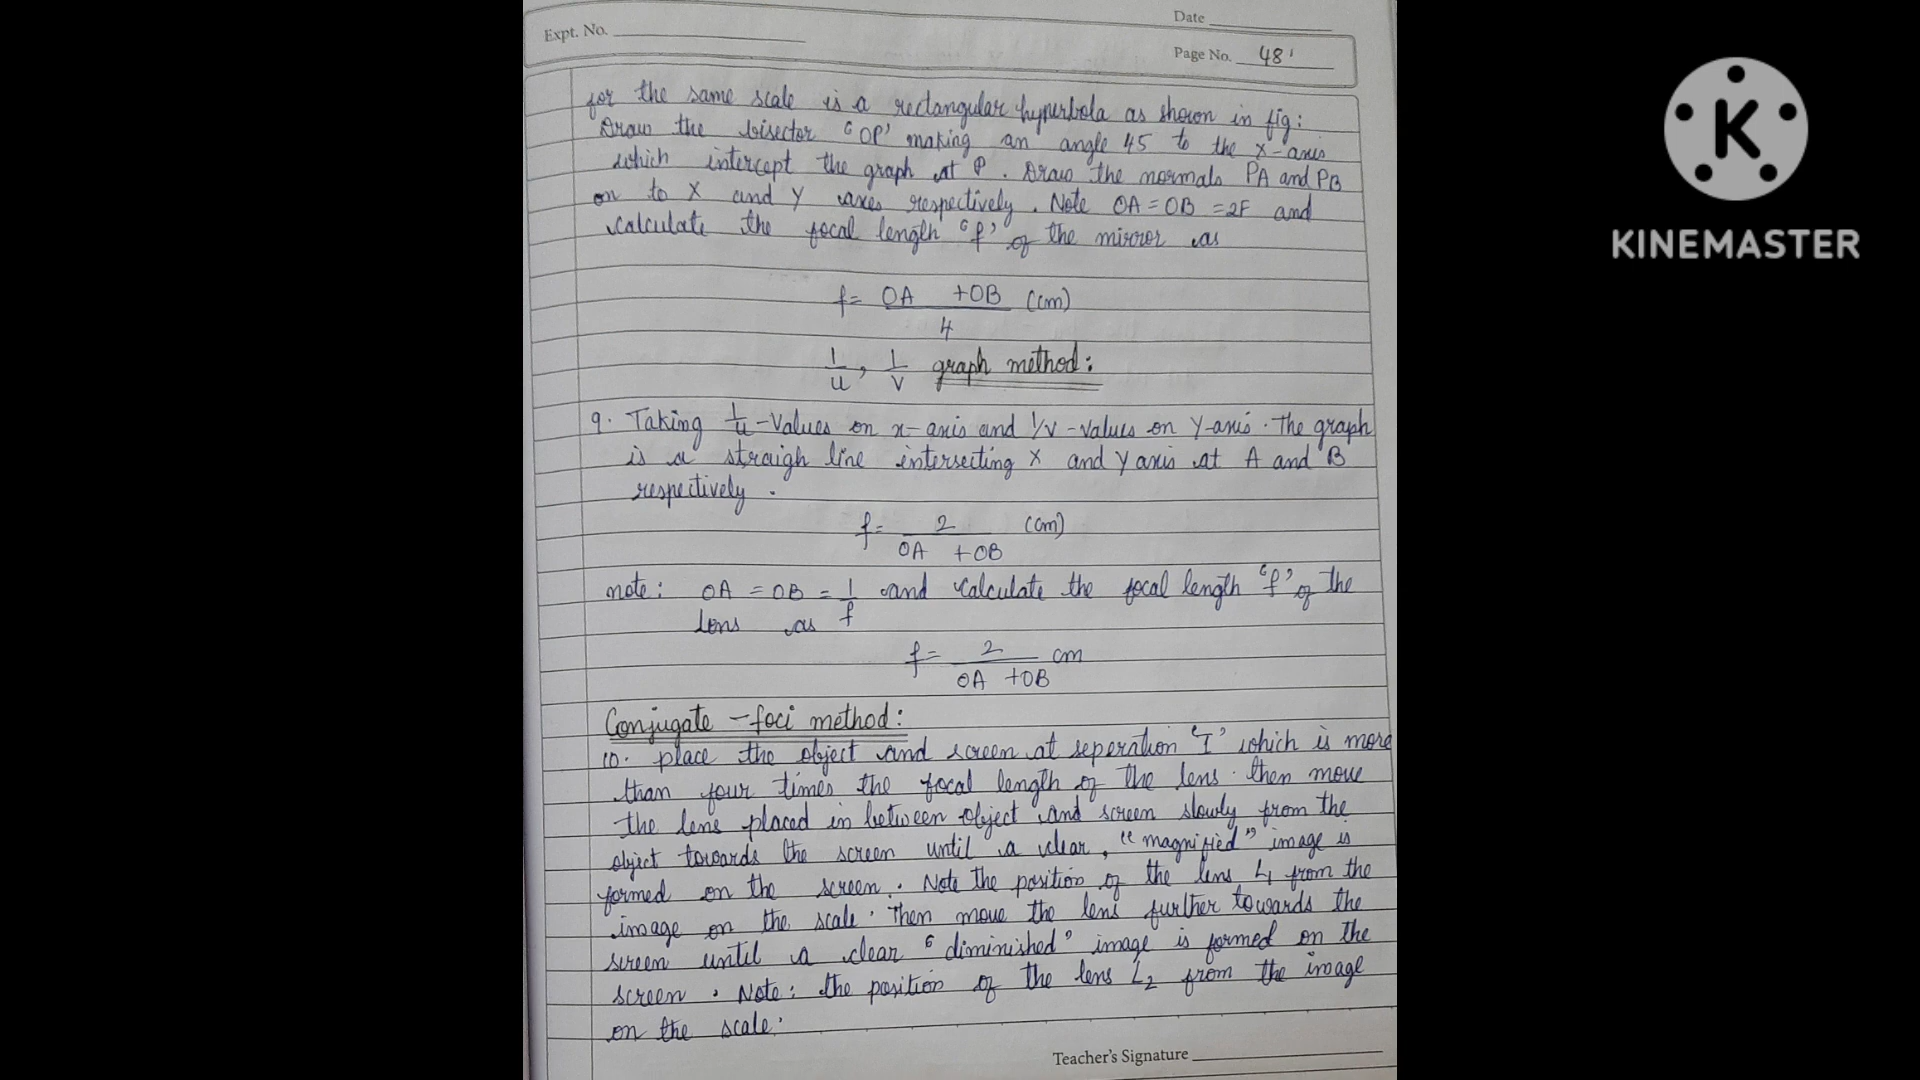 Expt. No.
Date
Page No. 48
for the same scale is a rectangular hyperbola as shown in fig:
Draw the bisector 'OP' making an angle 45 to the x-axis
which intercept the graph at P. Draw the normals PA and PB
on to X and Y axes respectively. Note OA = OB = 2F and
calculate the focal length 'f' of the mirror as
f = OA + OB (cm)
4
1/u, 1/v graph method:
9. Taking 1/u - Values on x-axis and 1/v - values on Y-axis. The graph
is a straigh line intersecting X and Y axis at A and B
respectively.
f = 2 (cm)
OA + OB
note: OA = OB = 1/f and calculate the focal length 'f' of the
lens as
f = 2 cm
OA + OB
Conjugate - foci method:
10. place the object and screen at seperation 'I' which is more
than four times the focal length of the lens. then move
the lens placed in between object and screen slowly from the
object towards the screen until a clear, "magnified" image is
formed on the screen. Note the position of the lens L1 from the
image on the scale. Then move the lens further towards the
screen until a clear 'diminished' image is formed on the
screen. Note: the position of the lens L2 from the image
on the scale.
Teacher's Signature
K
KINEMASTER